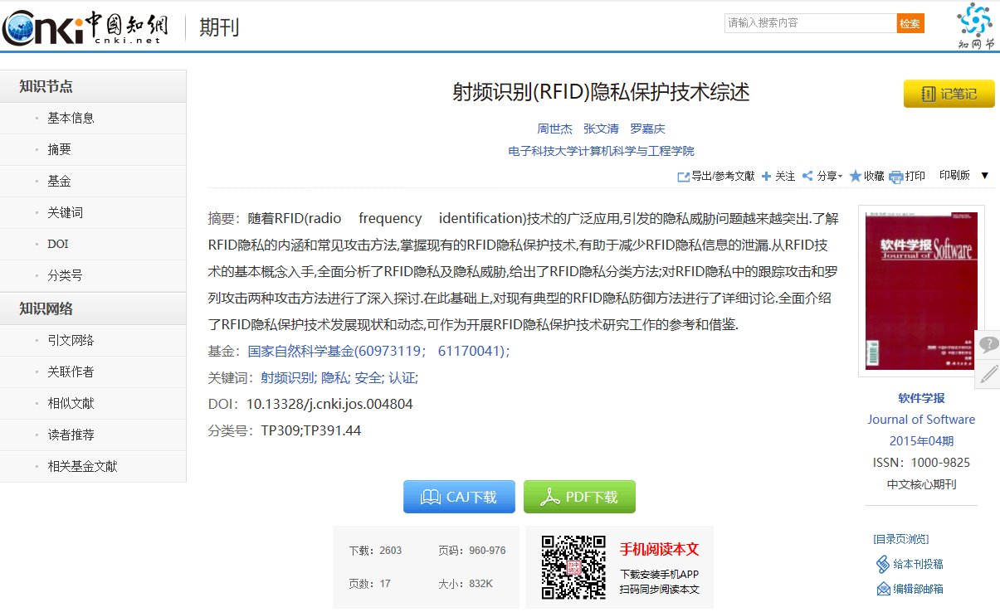 Cnki中國知網
cnki.net
期刊
请输入搜索内容
检索
知网节
知识节点
基本信息
摘要
基金
关键词
DOI
分类号
知识网络
引文网络
关联作者
相似文献
读者推荐
相关基金文献
射频识别(RFID)隐私保护技术综述
记笔记
周世杰 张文清 罗嘉庆
电子科技大学计算机科学与工程学院
导出/参考文献 关注 分享 收藏 打印 印刷版
摘要：随着RFID(radio frequency identification)技术的广泛应用,引发的隐私威胁问题越来越突出.了解
RFID隐私的内涵和常见攻击方法,掌握现有的RFID隐私保护技术,有助于减少RFID隐私信息的泄漏.从RFID技
术的基本概念入手,全面分析了RFID隐私及隐私威胁,给出了RFID隐私分类方法;对RFID隐私中的跟踪攻击和罗
列攻击两种攻击方法进行了深入探讨.在此基础上,对现有典型的RFID隐私防御方法进行了详细讨论.全面介绍
了RFID隐私保护技术发展现状和动态,可作为开展RFID隐私保护技术研究工作的参考和借鉴.
基金：国家自然科学基金(60973119； 61170041)；
关键词：射频识别; 隐私; 安全; 认证;
DOI：10.13328/j.cnki.jos.004804
分类号：TP309;TP391.44
CAJ下载
PDF下载
下载：2603 页码：960-976
页数：17 大小：832K
手机阅读本文
下载安装手机APP
扫码同步阅读本文
软件学报
Journal of Software
软件学报
Journal of Software
2015年04期
ISSN：1000-9825
中文核心期刊
[目录页浏览]
给本刊投稿
编辑部邮箱